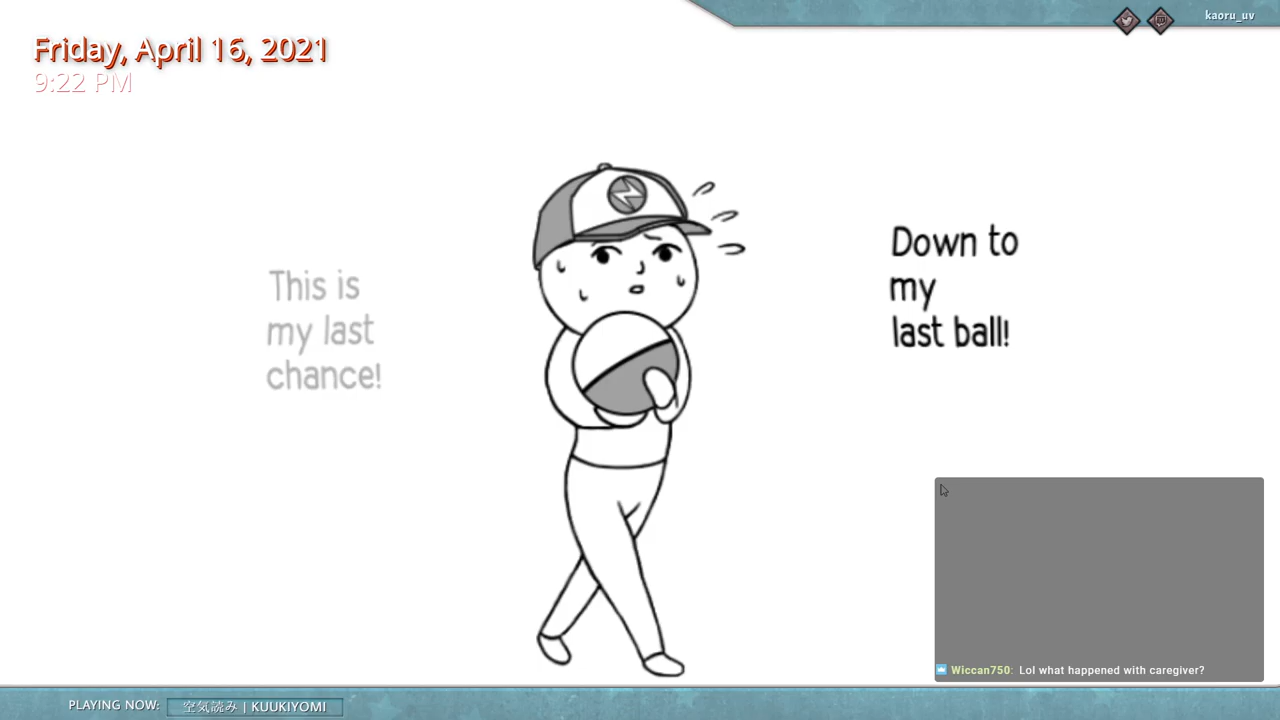 kaoru_uv
Friday, April 16, 2021
9:22 PM
This is
my last
chance!
Down to
my
last ball!
Wiccan750: Lol what happened with caregiver?
PLAYING NOW: 空気読み | KUUKIYOMI